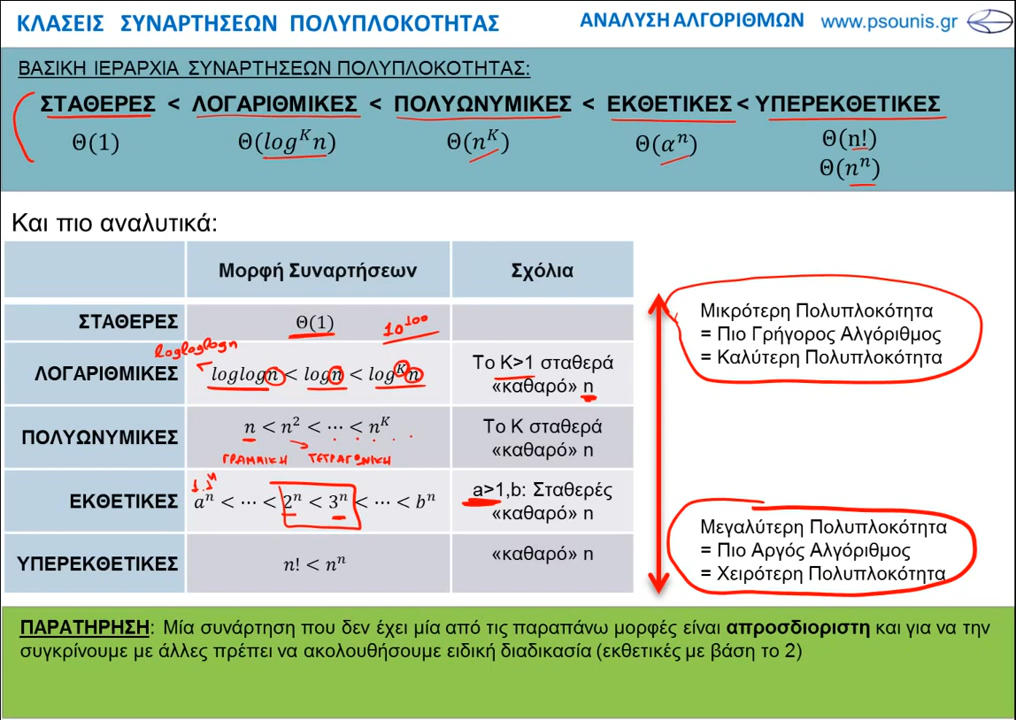 ΚΛΑΣΕΙΣ ΣΥΝΑΡΤΗΣΕΩΝ ΠΟΛΥΠΛΟΚΟΤΗΤΑΣ
ΑΝΑΛΥΣΗ ΑΛΓΟΡΙΘΜΩΝ www.psounis.gr
ΒΑΣΙΚΗ ΙΕΡΑΡΧΙΑ ΣΥΝΑΡΤΗΣΕΩΝ ΠΟΛΥΠΛΟΚΟΤΗΤΑΣ:
ΣΤΑΘΕΡΕΣ < ΛΟΓΑΡΙΘΜΙΚΕΣ < ΠΟΛΥΩΝΥΜΙΚΕΣ < ΕΚΘΕΤΙΚΕΣ < ΥΠΕΡΕΚΘΕΤΙΚΕΣ
Θ(1) Θ(log^K n) Θ(n^K) Θ(α^n) Θ(n!)
Θ(n^n)
Και πιο αναλυτικά:
Μορφή Συναρτήσεων Σχόλια
ΣΤΑΘΕΡΕΣ Θ(1) 10^100
logloglogn
ΛΟΓΑΡΙΘΜΙΚΕΣ loglogn < logn < log^K n Το Κ>1 σταθερά
«καθαρό» n
ΠΟΛΥΩΝΥΜΙΚΕΣ n < n^2 < ⋯ < n^K Το Κ σταθερά
«καθαρό» n
ΓΡΑΜΜΙΚΗ ΤΕΤΡΑΓΩΝΙΚΗ
1.1^n
ΕΚΘΕΤΙΚΕΣ a^n < ⋯ < 2^n < 3^n < ⋯ < b^n a>1,b: Σταθερές
«καθαρό» n
ΥΠΕΡΕΚΘΕΤΙΚΕΣ n! < n^n «καθαρό» n
Μικρότερη Πολυπλοκότητα
= Πιο Γρήγορος Αλγόριθμος
= Καλύτερη Πολυπλοκότητα
Μεγαλύτερη Πολυπλοκότητα
= Πιο Αργός Αλγόριθμος
= Χειρότερη Πολυπλοκότητα
ΠΑΡΑΤΗΡΗΣΗ: Μία συνάρτηση που δεν έχει μία από τις παραπάνω μορφές είναι απροσδιοριστη και για να την
συγκρίνουμε με άλλες πρέπει να ακολουθήσουμε ειδική διαδικασία (εκθετικές με βάση το 2)